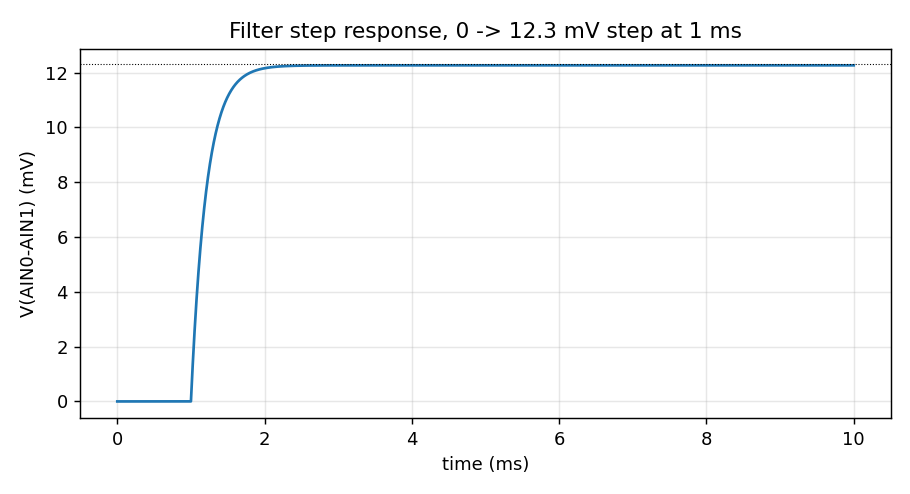 Filter step response, 0 -> 12.3 mV step at 1 ms
V(AIN0-AIN1) (mV)
12
10
8
6
4
2
0
0 2 4 6 8 10
time (ms)